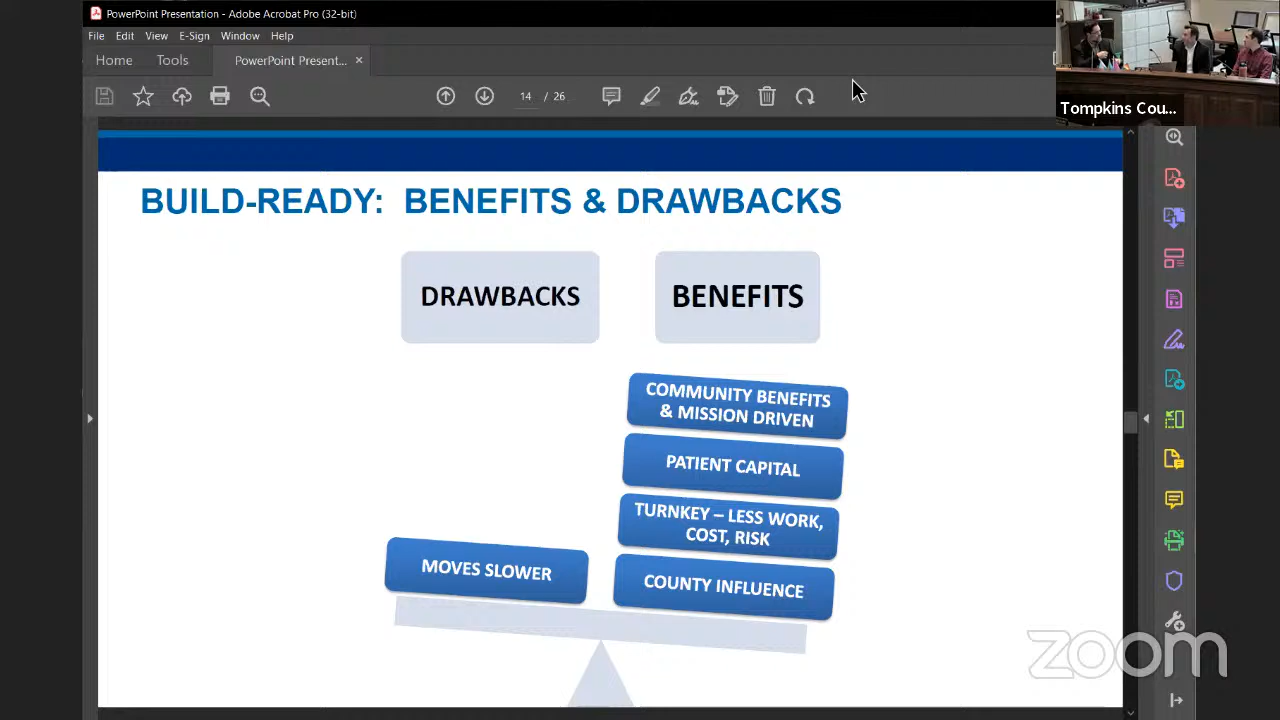 PowerPoint Presentation - Adobe Acrobat Pro (32-bit)
File Edit View E-Sign Window Help
Home Tools PowerPoint Present... ×
14 / 26
Tompkins Cou...
BUILD-READY: BENEFITS & DRAWBACKS
DRAWBACKS
BENEFITS
COMMUNITY BENEFITS
& MISSION DRIVEN
PATIENT CAPITAL
TURNKEY – LESS WORK,
COST, RISK
MOVES SLOWER
COUNTY INFLUENCE
zoom